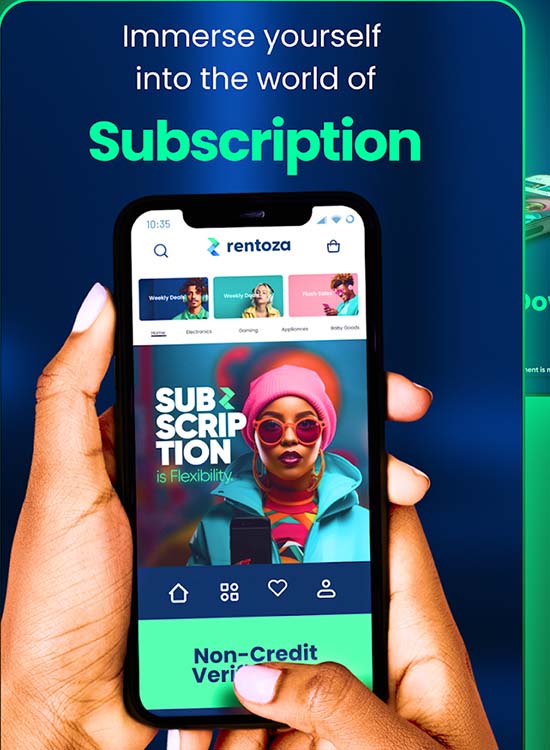 Immerse yourself
into the world of
Subscription
10:35
rentoza
Weekly Deals
Weekly Deals
Flash Sales
Home
Electronics
Gaming
Appliances
Baby Goods
SUB
SCRIP
TION
is Flexibility.
Non-Credit